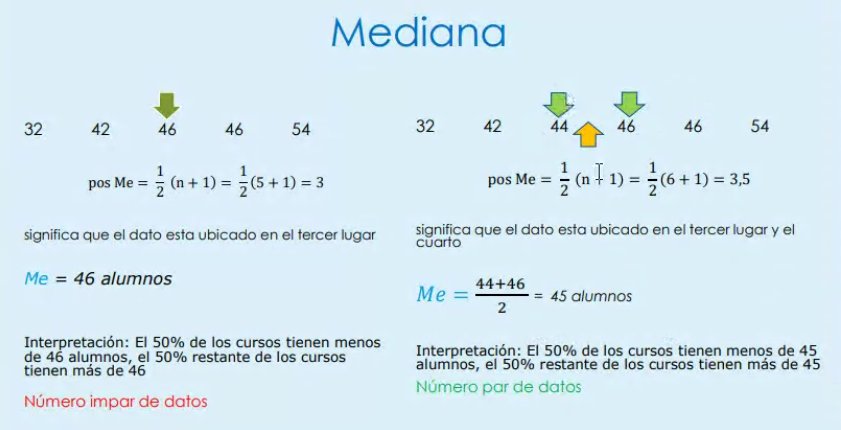 Mediana
32 42 46 46 54
pos Me = 1/2 (n + 1) = 1/2 (5 + 1) = 3
significa que el dato esta ubicado en el tercer lugar
Me = 46 alumnos
Interpretación: El 50% de los cursos tienen menos
de 46 alumnos, el 50% restante de los cursos
tienen más de 46
Número impar de datos
32 42 44 46 46 54
pos Me = 1/2 (n + 1) = 1/2 (6 + 1) = 3,5
significa que el dato esta ubicado en el tercer lugar y el
cuarto
Me = 44+46/2 = 45 alumnos
Interpretación: El 50% de los cursos tienen menos de 45
alumnos, el 50% restante de los cursos tienen más de 45
Número par de datos